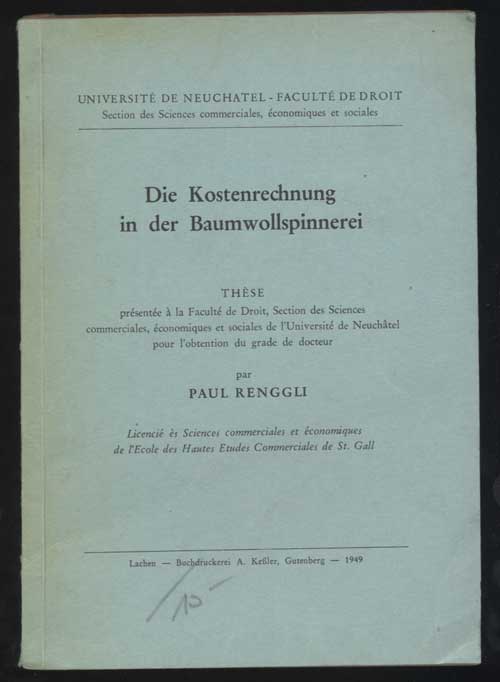 UNIVERSITÉ DE NEUCHATEL - FACULTÉ DE DROIT
Section des Sciences commerciales, économiques et sociales
Die Kostenrechnung
in der Baumwollspinnerei
THÈSE
présentée à la Faculté de Droit, Section des Sciences
commerciales, économiques et sociales de l'Université de Neuchâtel
pour l'obtention du grade de docteur
par
PAUL RENGGLI
Licencié ès Sciences commerciales et économiques
de l'Ecole des Hautes Etudes Commerciales de St. Gall
Lachen — Buchdruckerei A. Keßler, Gutenberg — 1949
10-